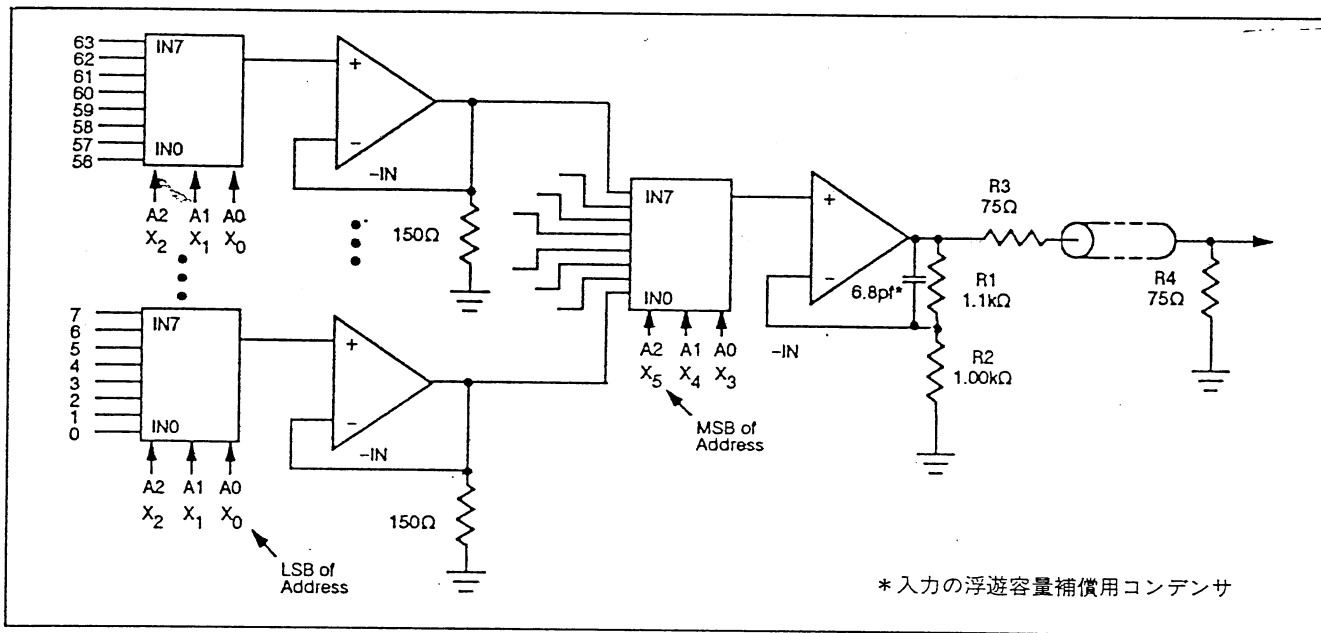 63
62
61
60
59
58
57
56
IN7
IN0
A2 A1 A0
X2 X1 X0
+
−
-IN
150Ω
7
6
5
4
3
2
1
0
IN7
IN0
A2 A1 A0
X2 X1 X0
LSB of
Address
+
−
-IN
150Ω
IN7
IN0
A2 A1 A0
X5 X4 X3
MSB of
Address
+
−
-IN
6.8pf*
R1
1.1kΩ
R2
1.00kΩ
R3
75Ω
R4
75Ω
*入力の浮遊容量補償用コンデンサ